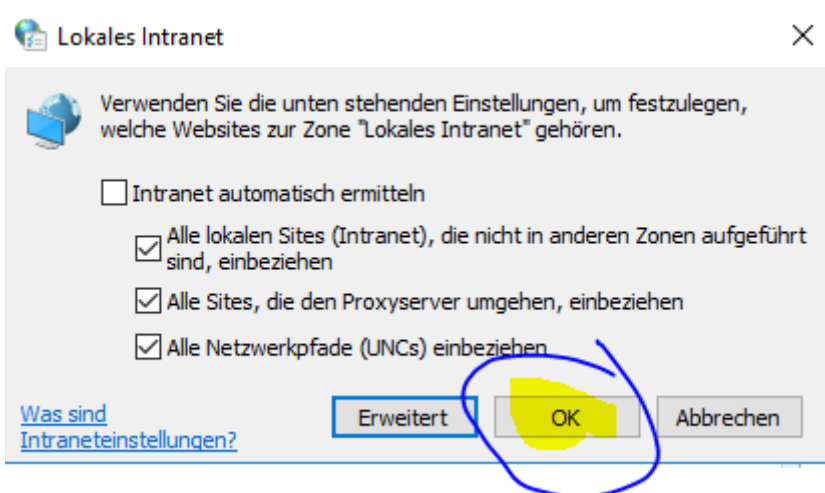 Lokales Intranet
Verwenden Sie die unten stehenden Einstellungen, um festzulegen,
welche Websites zur Zone "Lokales Intranet" gehören.
Intranet automatisch ermitteln
Alle lokalen Sites (Intranet), die nicht in anderen Zonen aufgeführt
sind, einbeziehen
Alle Sites, die den Proxyserver umgehen, einbeziehen
Alle Netzwerkpfade (UNCs) einbeziehen
Was sind
Intraneteinstellungen?
Erweitert
OK
Abbrechen